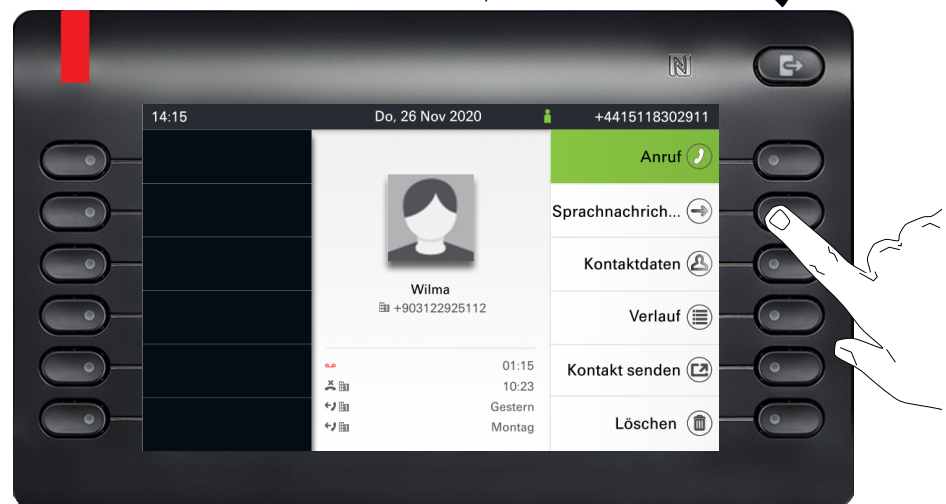 14:15
Do, 26 Nov 2020
+4415118302911
Anruf
Sprachnachrich...
Kontaktdaten
Wilma
+903122925112
Verlauf
01:15
Kontakt senden
10:23
Gestern
Löschen
Montag